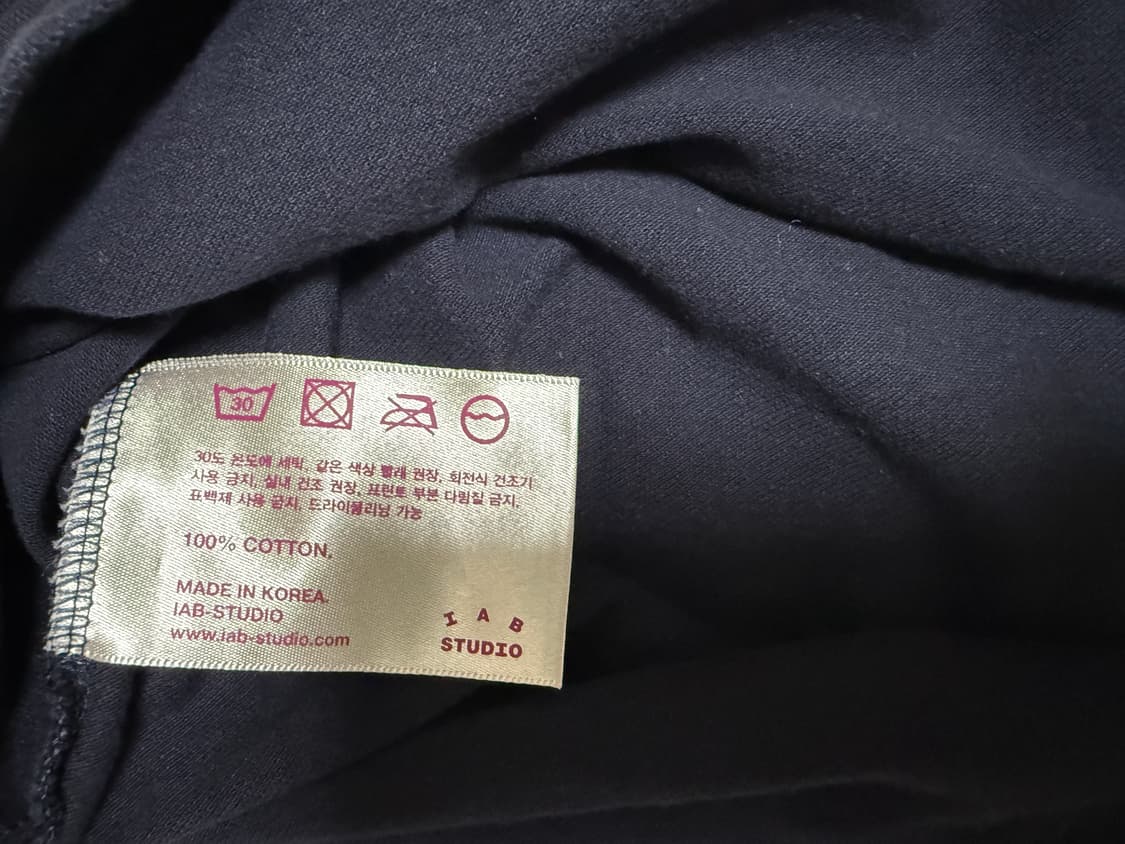 30
30도 온도에 세탁, 같은 색상 빨래 권장, 회전식 건조기
사용 금지, 실내 건조 권장, 프린트 부분 다림질 금지,
표백제 사용 금지, 드라이클리닝 가능
100% COTTON.
MADE IN KOREA.
IAB-STUDIO
www.iab-studio.com
IAB
STUDIO